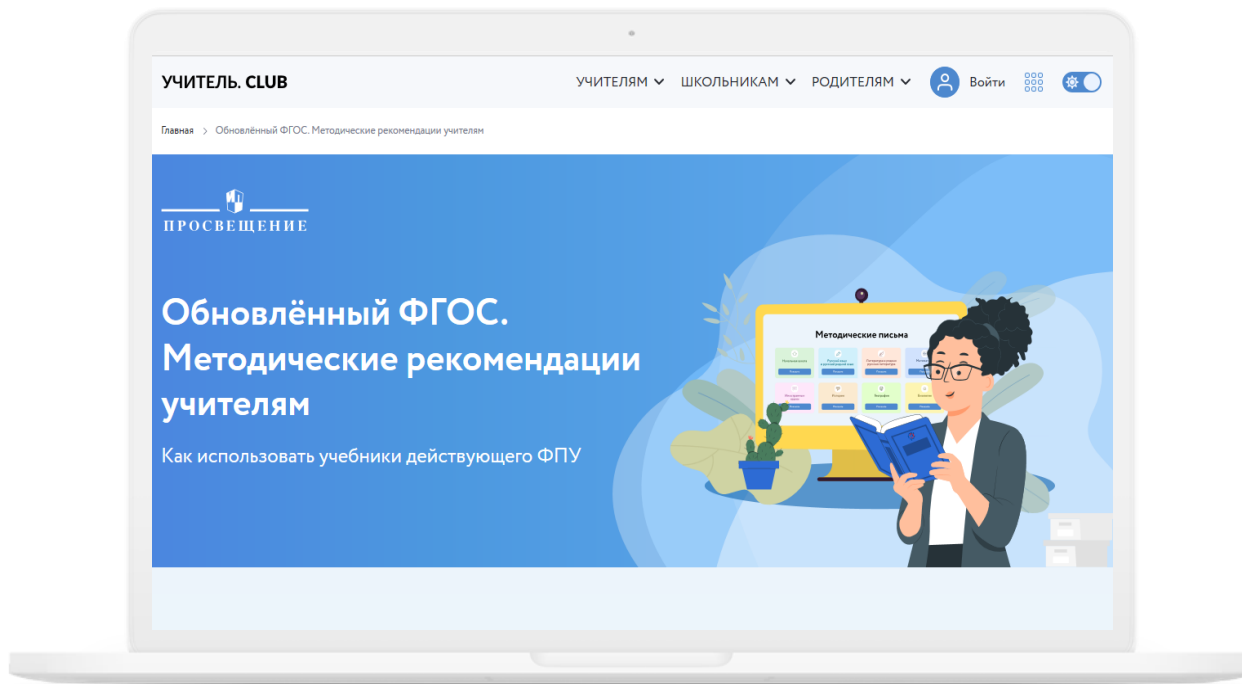 УЧИТЕЛЬ. CLUB
УЧИТЕЛЯМ
ШКОЛЬНИКАМ
РОДИТЕЛЯМ
Войти
Главная > Обновлённый ФГОС. Методические рекомендации учителям
ПРОСВЕЩЕНИЕ
Обновлённый ФГОС.
Методические рекомендации
учителям
Как использовать учебники действующего ФПУ
Методические письма